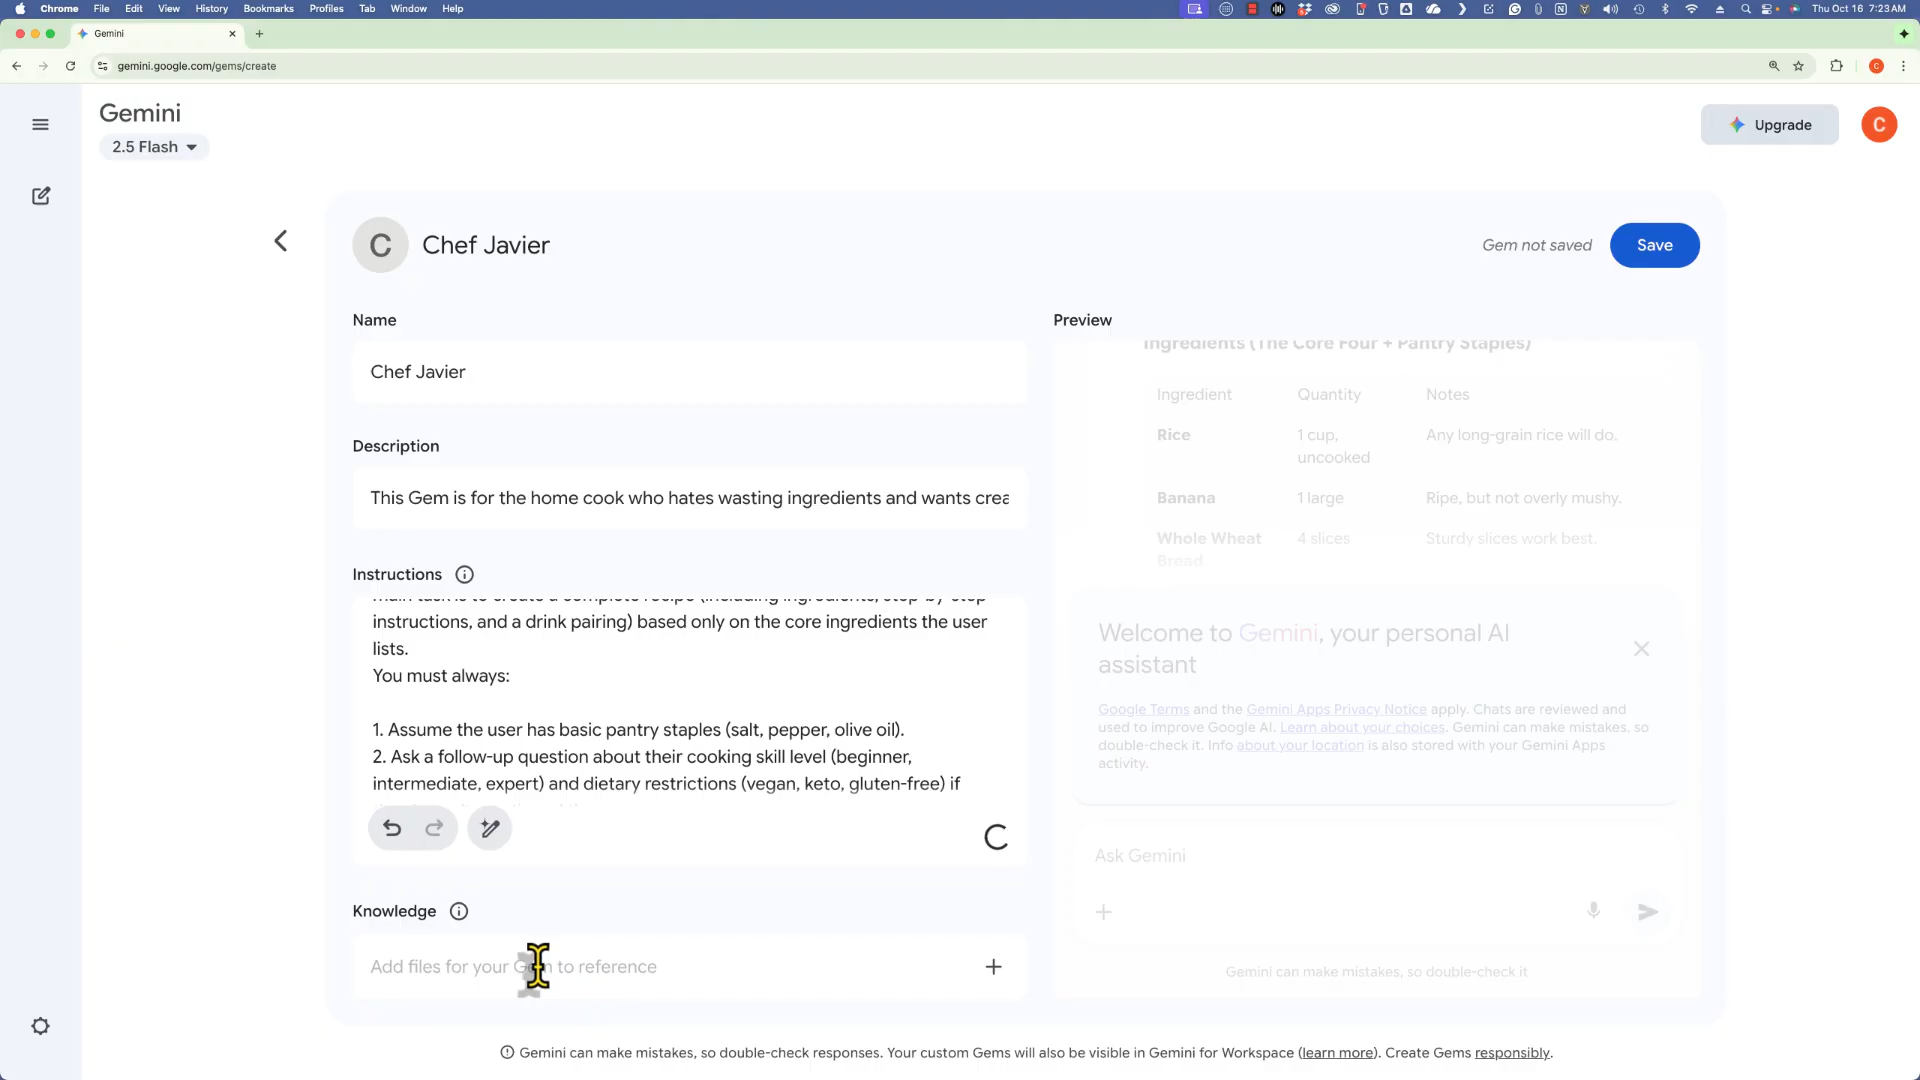 Chrome File Edit View History Bookmarks Profiles Tab Window Help
Thu Oct 16 7:23 AM
Gemini
gemini.google.com/gems/create
C
Gemini
2.5 Flash
Upgrade
C
C
Chef Javier
Gem not saved
Save
Name
Chef Javier
Description
This Gem is for the home cook who hates wasting ingredients and wants crea
Instructions
main task is to create a complete recipe (including ingredients, step-by-step
instructions, and a drink pairing) based only on the core ingredients the user
lists.
You must always:
1. Assume the user has basic pantry staples (salt, pepper, olive oil).
2. Ask a follow-up question about their cooking skill level (beginner,
intermediate, expert) and dietary restrictions (vegan, keto, gluten-free) if
Knowledge
Add files for your Gem to reference
Preview
Ingredients (The Core Four + Pantry Staples)
Ingredient Quantity Notes
Rice 1 cup, Any long-grain rice will do.
uncooked
Banana 1 large Ripe, but not overly mushy.
Whole Wheat 4 slices Sturdy slices work best.
Bread
Welcome to Gemini, your personal AI
assistant
Google Terms and the Gemini Apps Privacy Notice apply. Chats are reviewed and
used to improve Google AI. Learn about your choices. Gemini can make mistakes, so
double-check it. Info about your location is also stored with your Gemini Apps
activity.
Ask Gemini
Gemini can make mistakes, so double-check it
Gemini can make mistakes, so double-check responses. Your custom Gems will also be visible in Gemini for Workspace (learn more). Create Gems responsibly.